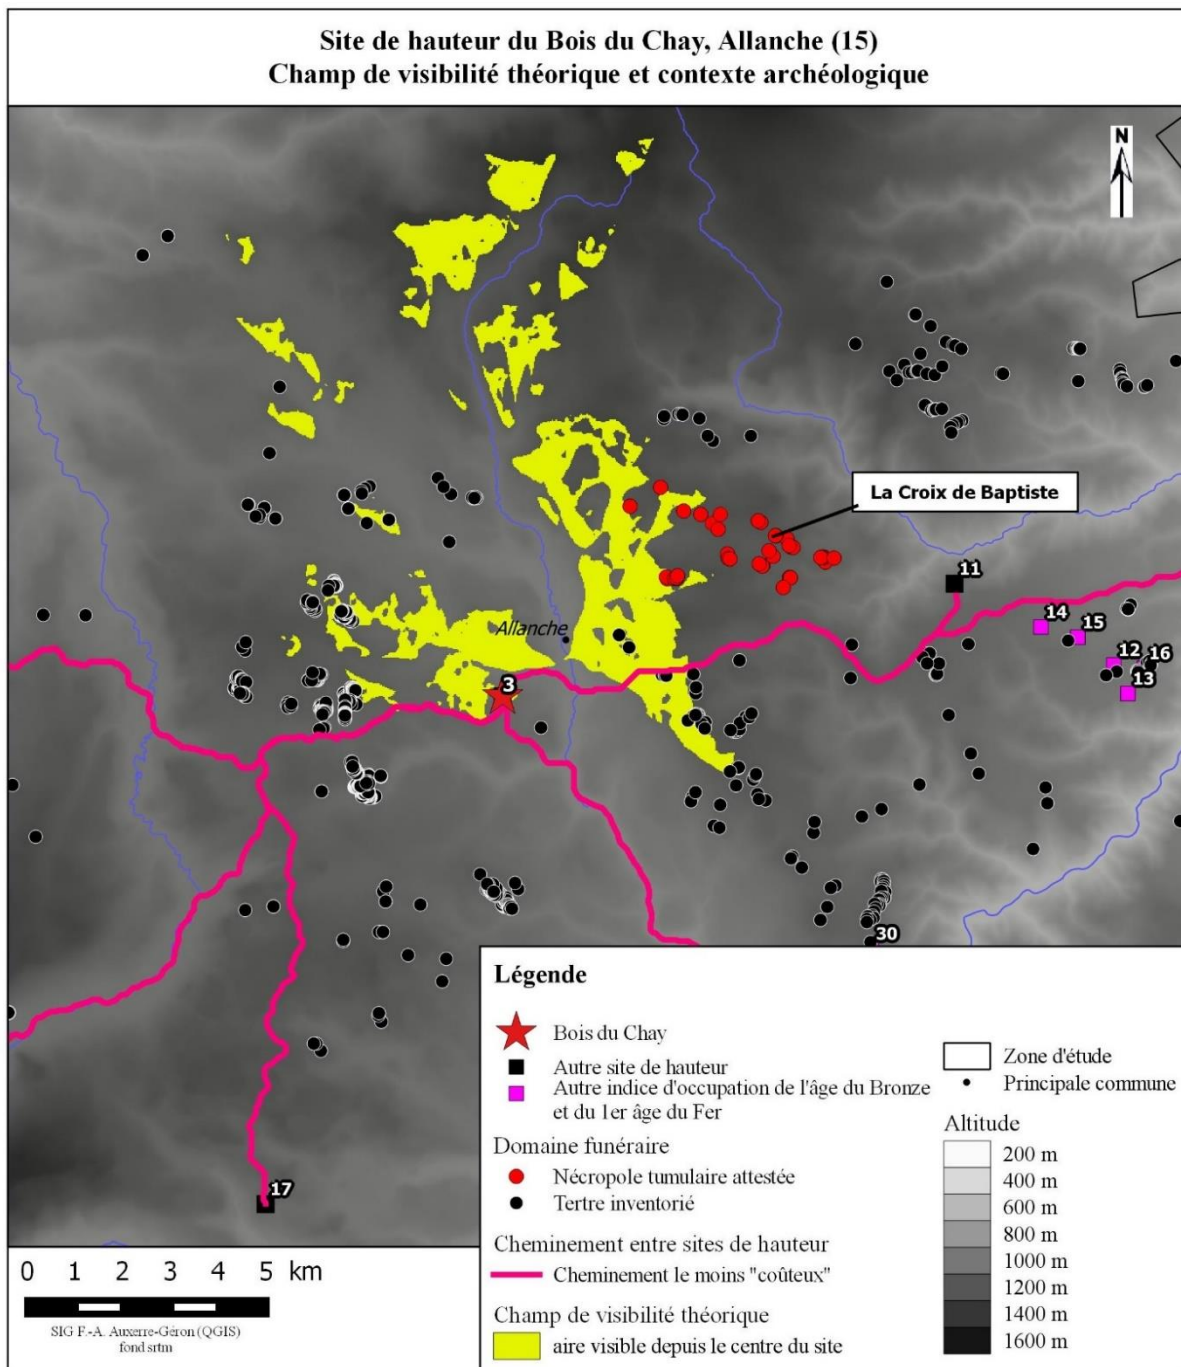 Site de hauteur du Bois du Chay, Allanche (15)
Champ de visibilité théorique et contexte archéologique
N
La Croix de Baptiste
11
14
15
Allanche
12
16
3
13
30
17
Légende
Bois du Chay
Autre site de hauteur
Autre indice d'occupation de l'âge du Bronze
et du 1er âge du Fer
Domaine funéraire
Nécropole tumulaire attestée
Tertre inventorié
Cheminement entre sites de hauteur
Cheminement le moins "coûteux"
Champ de visibilité théorique
aire visible depuis le centre du site
Zone d'étude
Principale commune
Altitude
200 m
400 m
600 m
800 m
1000 m
1200 m
1400 m
1600 m
0 1 2 6 5 km
SIG F.-A. Auxerre-Géron (QGIS)
fond srtm